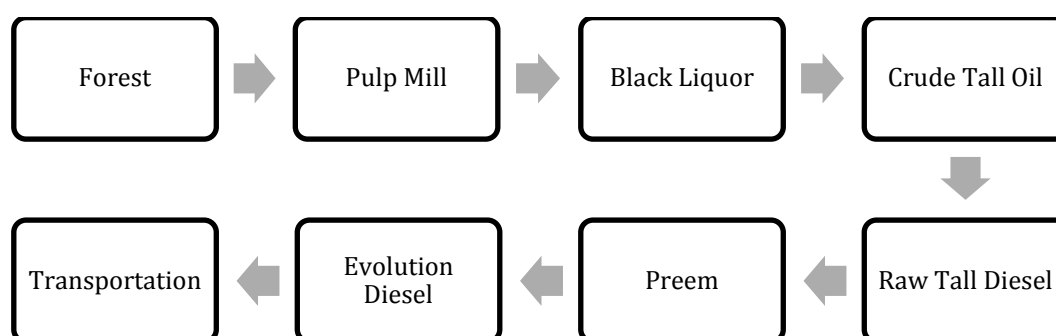 Forest
Pulp Mill
Black Liquor
Crude Tall Oil
Transportation
Evolution
Diesel
Preem
Raw Tall Diesel